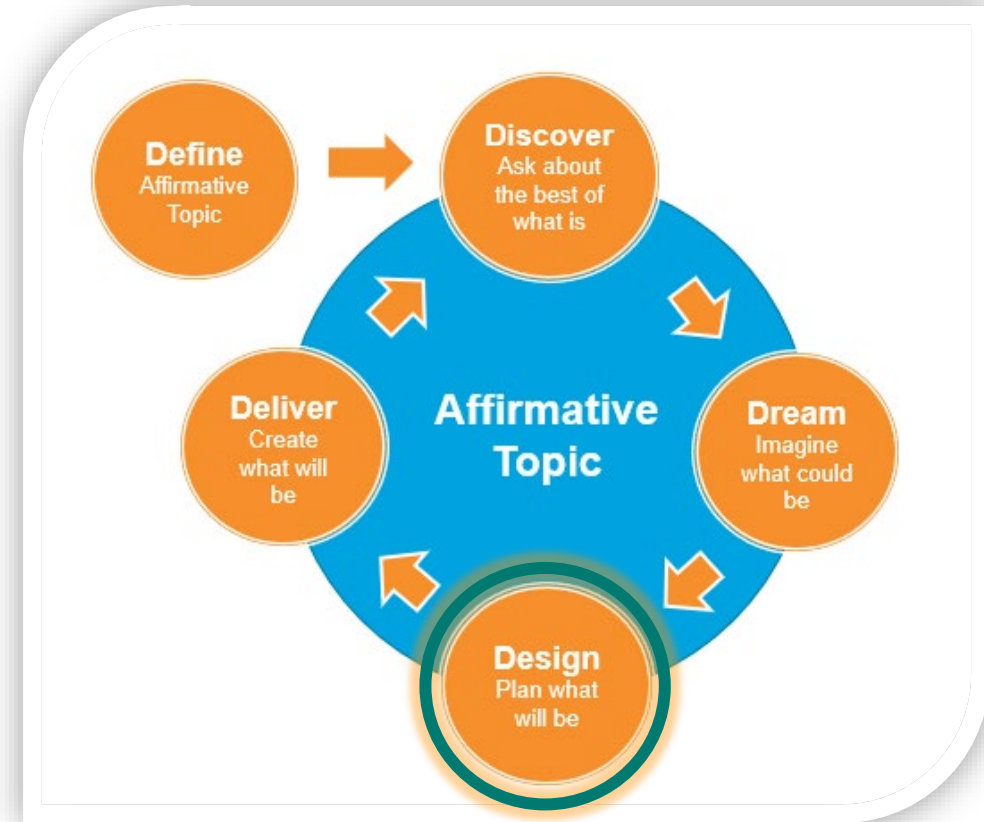 Define
Affirmative
Topic
Discover
Ask about
the best of
what is
Deliver
Create
what will
be
Affirmative
Topic
Dream
Imagine
what could
be
Design
Plan what
will be